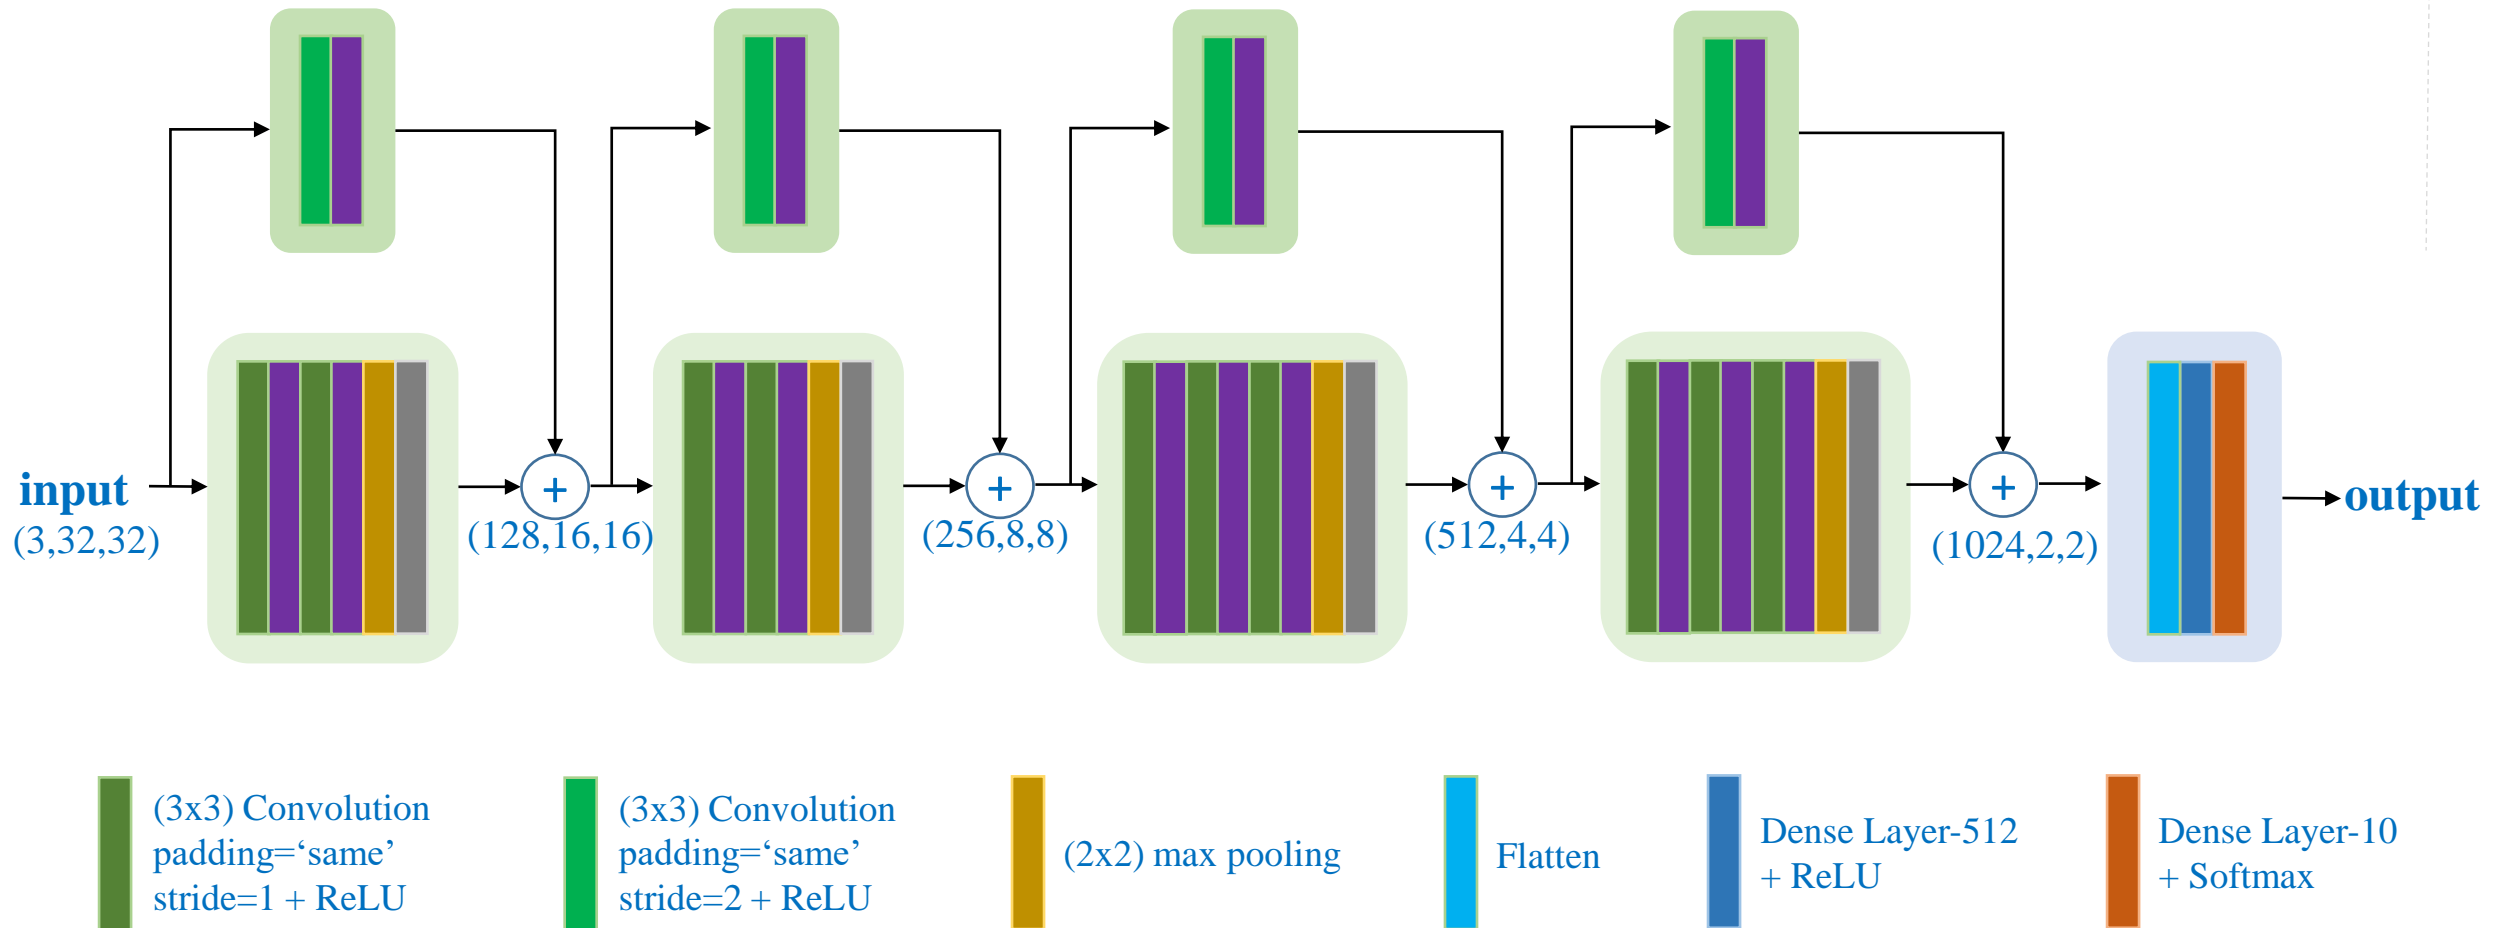 +
+
+
+
input
output
(3,32,32)
(128,16,16)
(256,8,8)
(512,4,4)
(1024,2,2)
(3x3) Convolution
padding=‘same’
stride=1 + ReLU
(3x3) Convolution
padding=‘same’
stride=2 + ReLU
(2x2) max pooling
Flatten
Dense Layer-512
+ ReLU
Dense Layer-10
+ Softmax